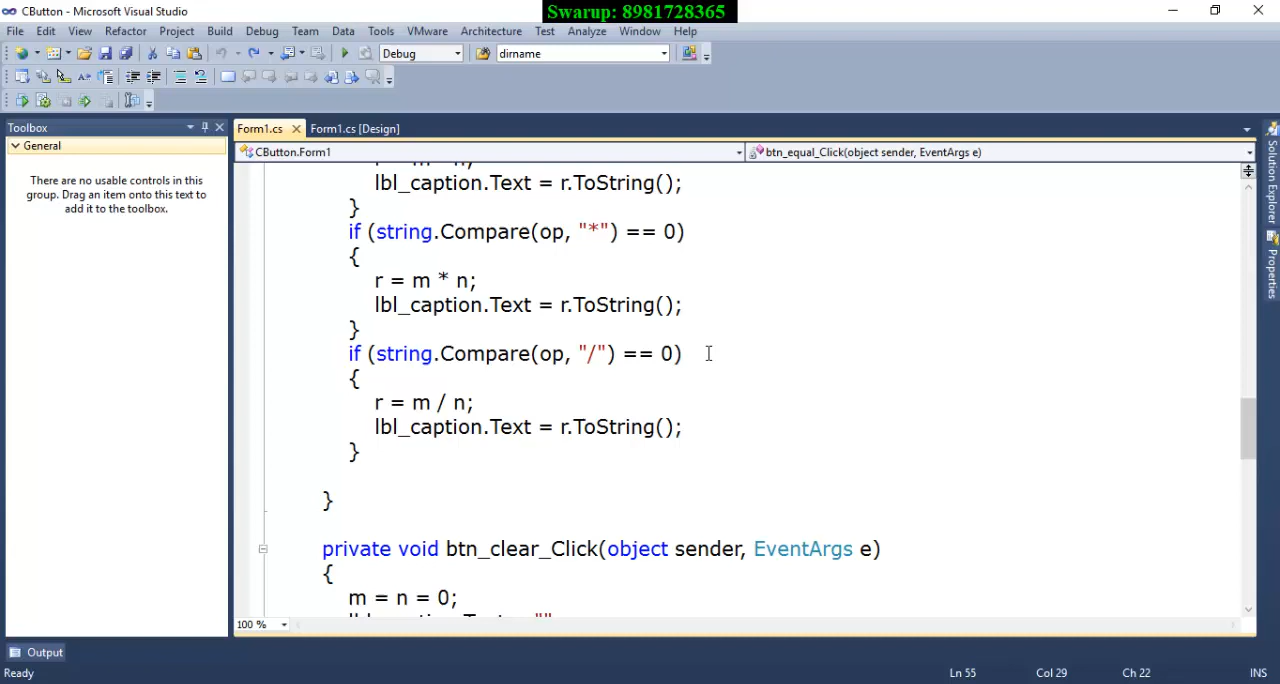 CButton - Microsoft Visual Studio
Swarup: 8981728365
File Edit View Refactor Project Build Debug Team Data Tools VMware Architecture Test Analyze Window Help
Debug dirname
Toolbox
General
There are no usable controls in this
group. Drag an item onto this text to
add it to the toolbox.
Form1.cs Form1.cs [Design]
CButton.Form1 btn_equal_Click(object sender, EventArgs e)
lbl_caption.Text = r.ToString();
}
if (string.Compare(op, "*") == 0)
{
r = m * n;
lbl_caption.Text = r.ToString();
}
if (string.Compare(op, "/") == 0)
{
r = m / n;
lbl_caption.Text = r.ToString();
}
}
private void btn_clear_Click(object sender, EventArgs e)
{
m = n = 0;
100 %
Solution Explorer
Properties
Output
Ready Ln 55 Col 29 Ch 22 INS